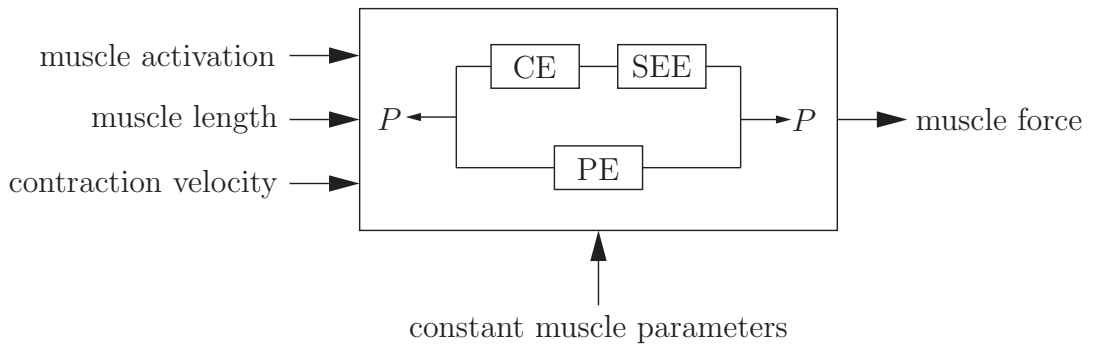 muscle activation
CE SEE
muscle length P P muscle force
PE
contraction velocity
constant muscle parameters